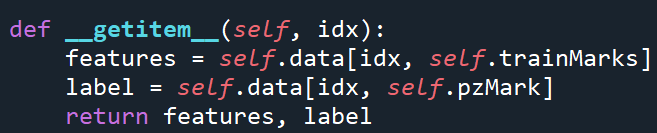 def __getitem__(self, idx):
    features = self.data[idx, self.trainMarks]
    label = self.data[idx, self.pzMark]
    return features, label